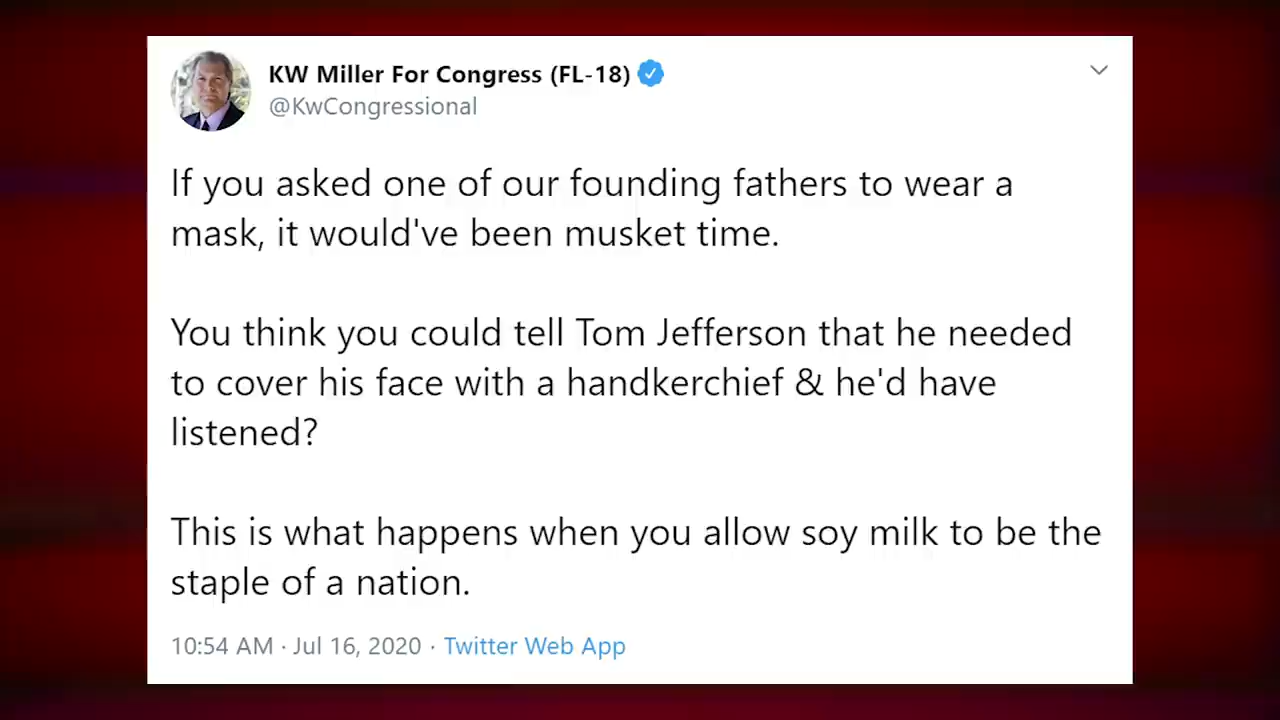 KW Miller For Congress (FL-18)
@KwCongressional
If you asked one of our founding fathers to wear a
mask, it would've been musket time.
You think you could tell Tom Jefferson that he needed
to cover his face with a handkerchief & he'd have
listened?
This is what happens when you allow soy milk to be the
staple of a nation.
10:54 AM · Jul 16, 2020 · Twitter Web App